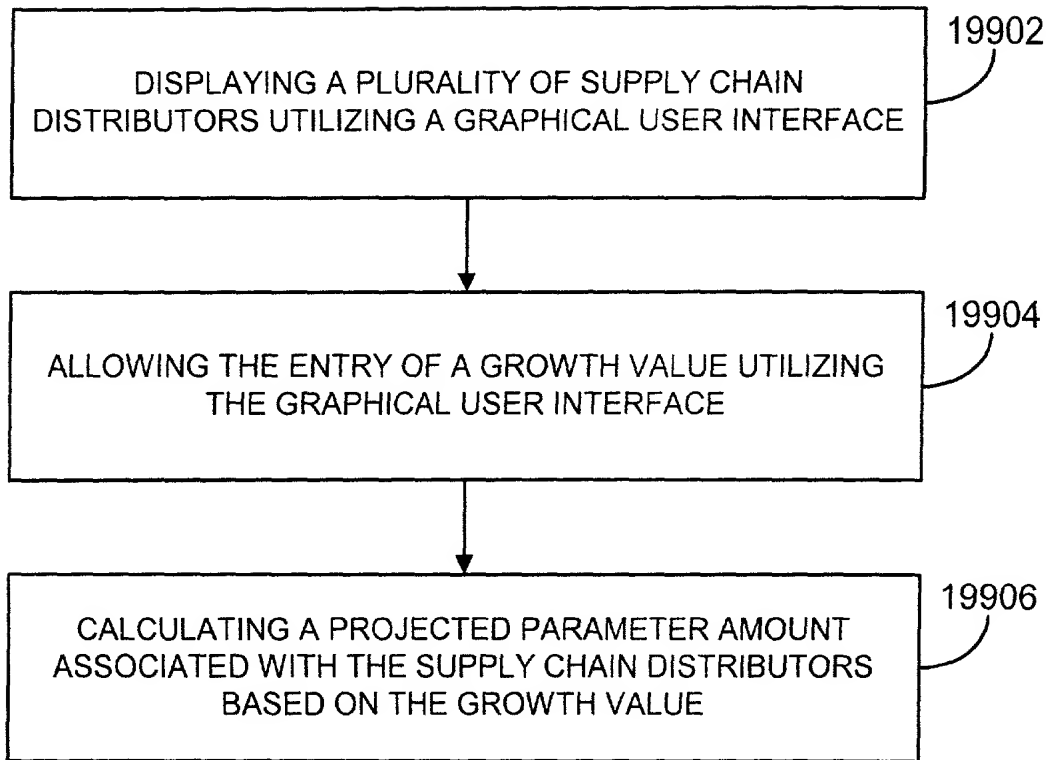 19902
DISPLAYING A PLURALITY OF SUPPLY CHAIN
DISTRIBUTORS UTILIZING A GRAPHICAL USER INTERFACE
19904
ALLOWING THE ENTRY OF A GROWTH VALUE UTILIZING
THE GRAPHICAL USER INTERFACE
19906
CALCULATING A PROJECTED PARAMETER AMOUNT
ASSOCIATED WITH THE SUPPLY CHAIN DISTRIBUTORS
BASED ON THE GROWTH VALUE